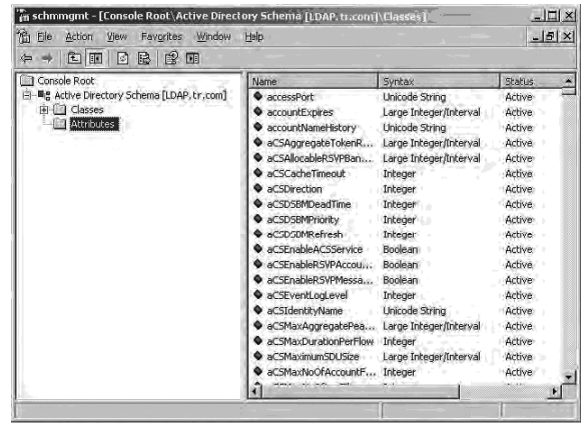 schmmgmt - [Console Root\Active Directory Schema [LDAP.tr.com]\Classes]
File Action View Favorites Window Help
Console Root
Active Directory Schema [LDAP.tr.com]
Classes
Attributes
Name Syntax Status
accessPort Unicode String Active
accountExpires Large Integer/Interval Active
accountNameHistory Unicode String Active
aCSAggregateTokenR... Large Integer/Interval Active
aCSAllocableRSVPBan... Large Integer/Interval Active
aCSCacheTimeout Integer Active
aCSDirection Integer Active
aCSDSBMDeadTime Integer Active
aCSDSBMPriority Integer Active
aCSDSBMRefresh Integer Active
aCSEnableACSService Boolean Active
aCSEnableRSVPAccou... Boolean Active
aCSEnableRSVPMessa... Boolean Active
aCSEventLogLevel Integer Active
aCSIdentityName Unicode String Active
aCSMaxAggregatePea... Large Integer/Interval Active
aCSMaxDurationPerFlow Integer Active
aCSMaximumSDUSize Large Integer/Interval Active
aCSMaxNoOfAccountF... Integer Active